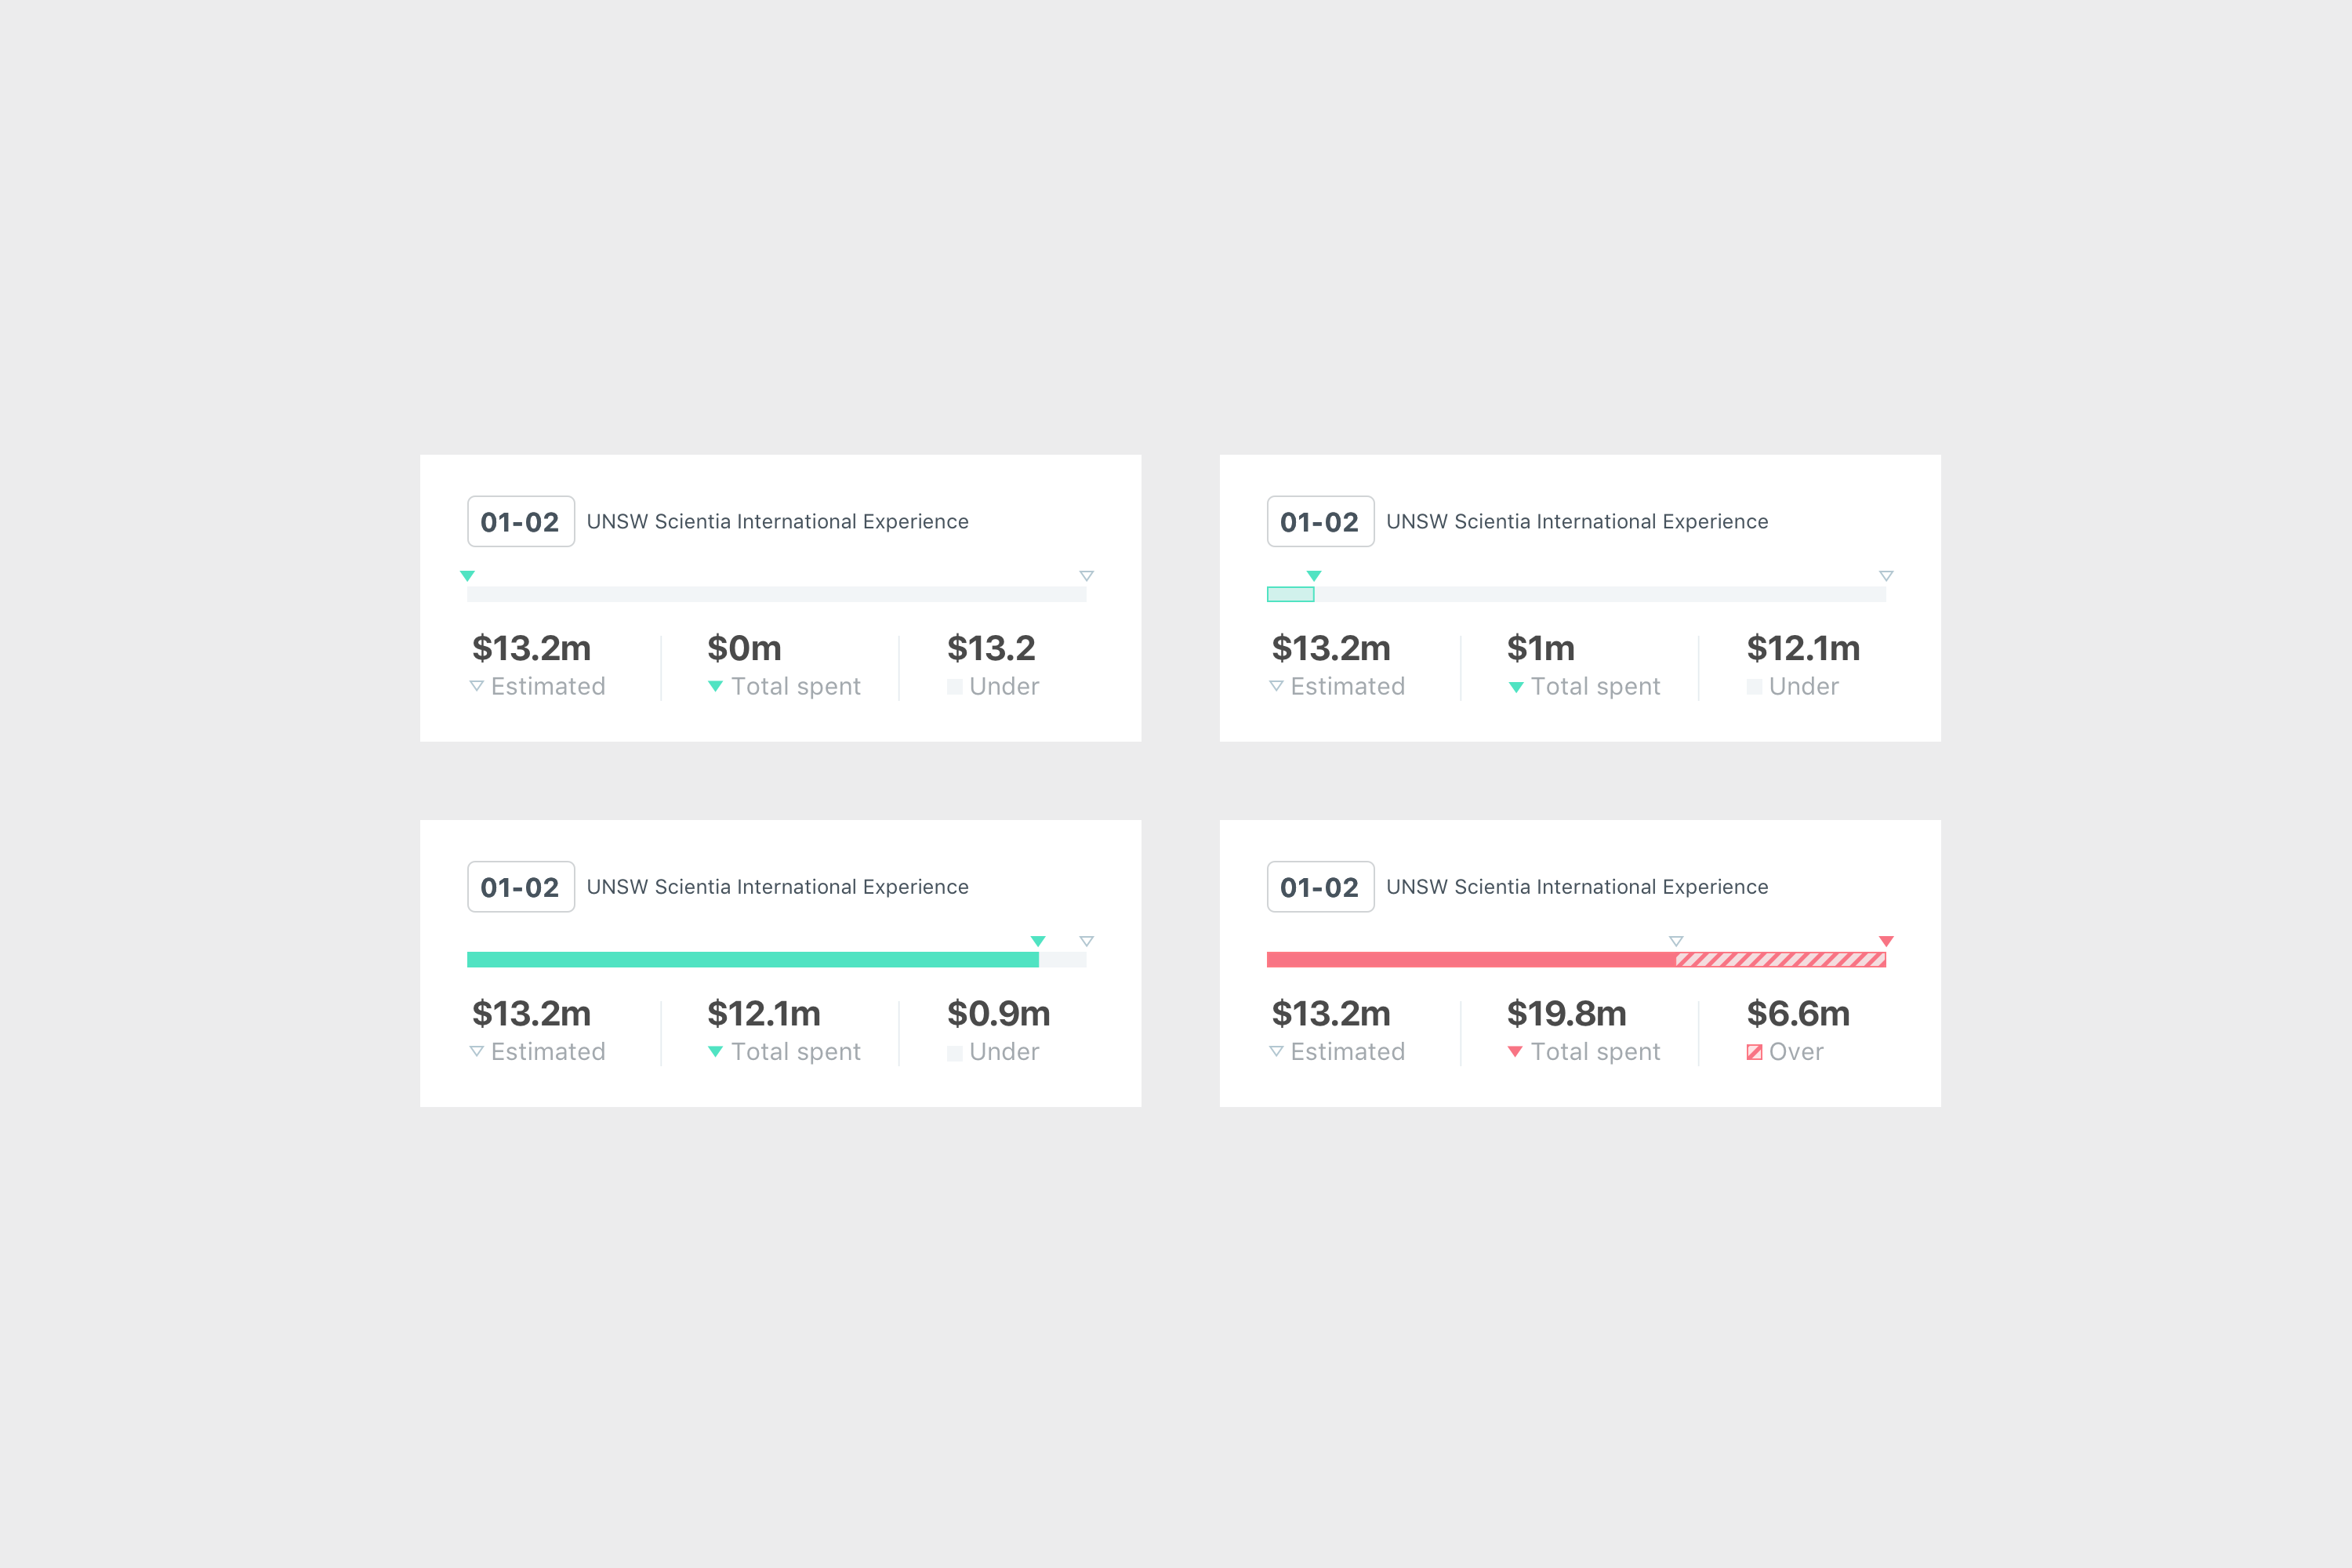 01-02 UNSW Scientia International Experience
$13.2m $0m $13.2
Estimated Total spent Under
01-02 UNSW Scientia International Experience
$13.2m $1m $12.1m
Estimated Total spent Under
01-02 UNSW Scientia International Experience
$13.2m $12.1m $0.9m
Estimated Total spent Under
01-02 UNSW Scientia International Experience
$13.2m $19.8m $6.6m
Estimated Total spent Over